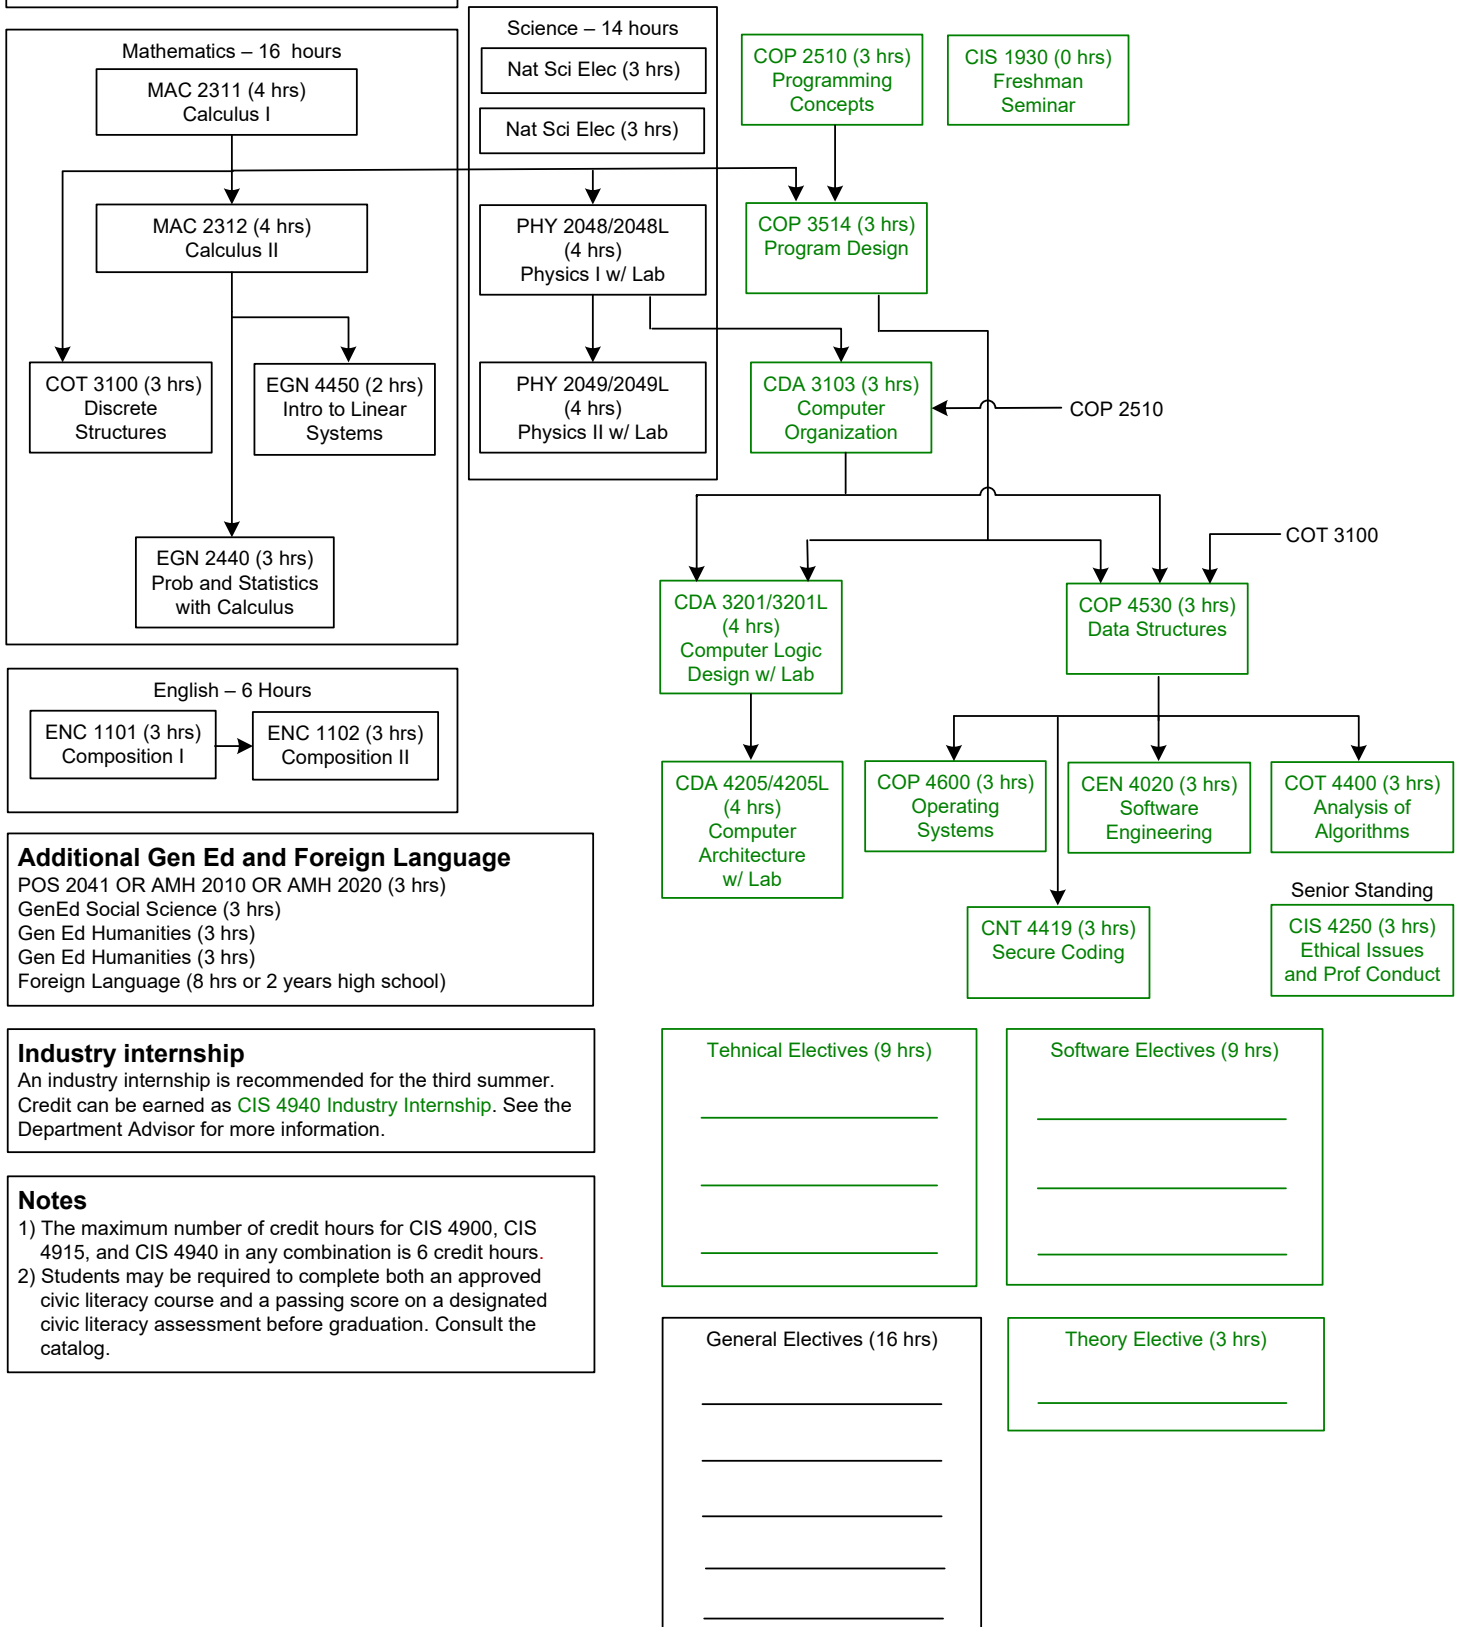 Mathematics – 16  hours
MAC 2311 (4 hrs)
Calculus I
MAC 2312 (4 hrs)
Calculus II
COT 3100 (3 hrs)
Discrete
Structures
EGN 4450 (2 hrs)
Intro to Linear
Systems
EGN 2440 (3 hrs)
Prob and Statistics
with Calculus
Science – 14 hours
Nat Sci Elec (3 hrs)
Nat Sci Elec (3 hrs)
PHY 2048/2048L
(4 hrs)
Physics I w/ Lab
PHY 2049/2049L
(4 hrs)
Physics II w/ Lab
COP 2510 (3 hrs)
Programming
Concepts
CIS 1930 (0 hrs)
Freshman
Seminar
COP 3514 (3 hrs)
Program Design
CDA 3103 (3 hrs)
Computer
Organization
COP 2510
COT 3100
CDA 3201/3201L
(4 hrs)
Computer Logic
Design w/ Lab
COP 4530 (3 hrs)
Data Structures
English – 6 Hours
ENC 1101 (3 hrs)
Composition I
ENC 1102 (3 hrs)
Composition II
CDA 4205/4205L
(4 hrs)
Computer
Architecture
w/ Lab
COP 4600 (3 hrs)
Operating
Systems
CEN 4020 (3 hrs)
Software
Engineering
COT 4400 (3 hrs)
Analysis of
Algorithms
CNT 4419 (3 hrs)
Secure Coding
Senior Standing
CIS 4250 (3 hrs)
Ethical Issues
and Prof Conduct
Additional Gen Ed and Foreign Language
POS 2041 OR AMH 2010 OR AMH 2020 (3 hrs)
GenEd Social Science (3 hrs)
Gen Ed Humanities (3 hrs)
Gen Ed Humanities (3 hrs)
Foreign Language (8 hrs or 2 years high school)
Industry internship
An industry internship is recommended for the third summer.
Credit can be earned as CIS 4940 Industry Internship. See the
Department Advisor for more information.
Notes
1) The maximum number of credit hours for CIS 4900, CIS
4915, and CIS 4940 in any combination is 6 credit hours.
2) Students may be required to complete both an approved
civic literacy course and a passing score on a designated
civic literacy assessment before graduation. Consult the
catalog.
Tehnical Electives (9 hrs)
Software Electives (9 hrs)
General Electives (16 hrs)
Theory Elective (3 hrs)